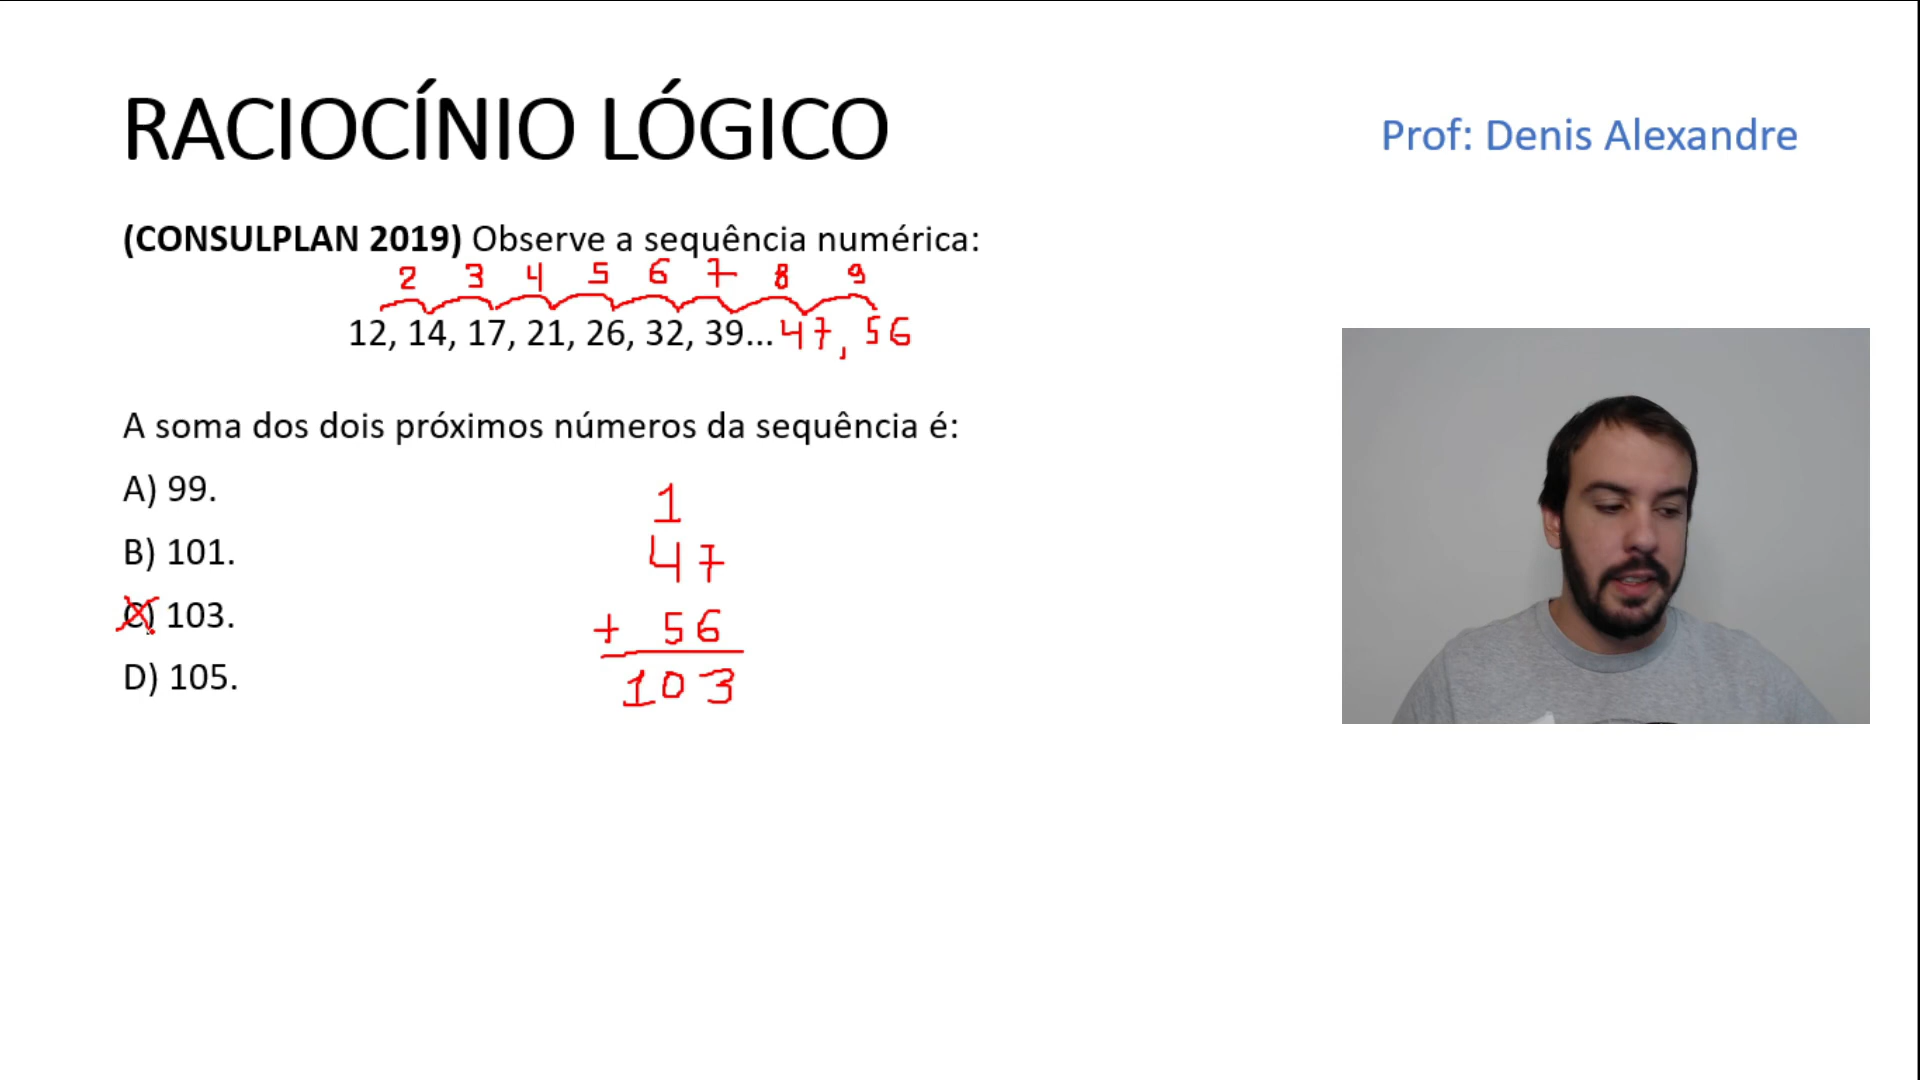 RACIOCÍNIO LÓGICO
Prof: Denis Alexandre
(CONSULPLAN 2019) Observe a sequência numérica:
2 3 4 5 6 7 8 9
12, 14, 17, 21, 26, 32, 39... 47, 56
A soma dos dois próximos números da sequência é:
A) 99.
B) 101.
C) 103.
D) 105.
1
47
+ 56
103